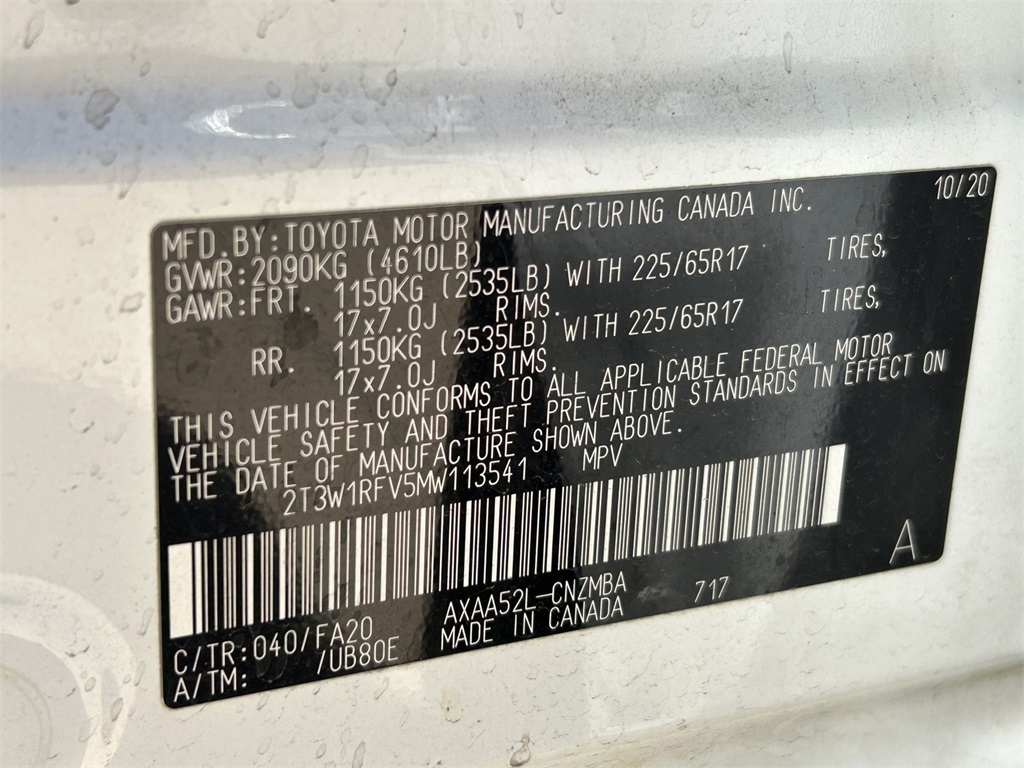 10/20
MFD.BY:TOYOTA MOTOR MANUFACTURING CANADA INC.
GVWR:2090KG (4610LB)
GAWR:FRT. 1150KG (2535LB) WITH 225/65R17 TIRES,
17x7.0J RIMS.
RR. 1150KG (2535LB) WITH 225/65R17 TIRES,
17x7.0J RIMS.
THIS VEHICLE CONFORMS TO ALL APPLICABLE FEDERAL MOTOR
VEHICLE SAFETY AND THEFT PREVENTION STANDARDS IN EFFECT ON
THE DATE OF MANUFACTURE SHOWN ABOVE.
2T3W1RFV5MW113541 MPV
A
C/TR:040/FA20 AXAA52L-CNZMBA 717
A/TM: /UB80E MADE IN CANADA